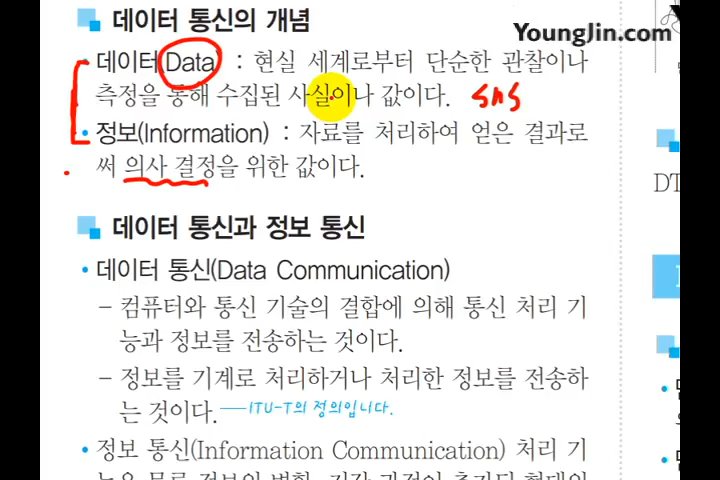 데이터 통신의 개념
YoungJin.com
• 데이터(Data) : 현실 세계로부터 단순한 관찰이나
측정을 통해 수집된 사실이나 값이다. SNS
• 정보(Information) : 자료를 처리하여 얻은 결과로
써 의사 결정을 위한 값이다.
데이터 통신과 정보 통신
• 데이터 통신(Data Communication)
– 컴퓨터와 통신 기술의 결합에 의해 통신 처리 기
능과 정보를 전송하는 것이다.
DT
– 정보를 기계로 처리하거나 처리한 정보를 전송하
는 것이다. ITU-T의 정의입니다.
• 정보 통신(Information Communication) 처리 기